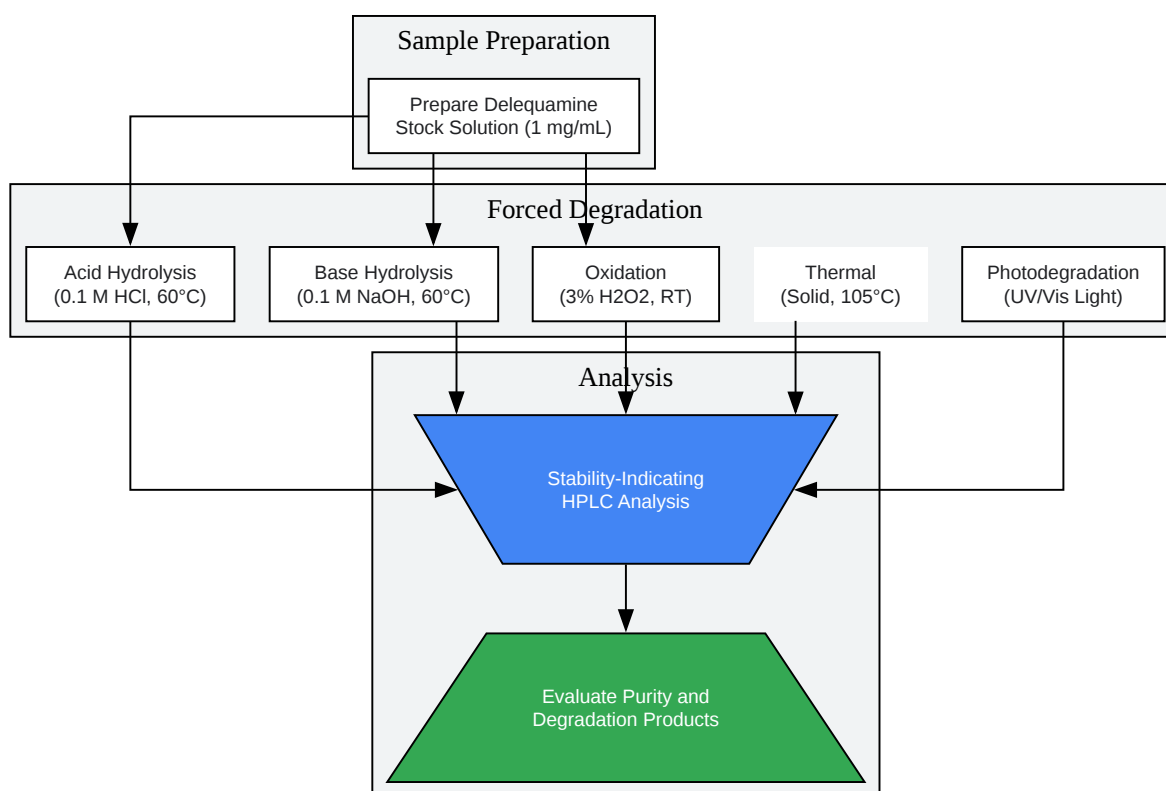 Sample Preparation
Prepare Delequamine
Stock Solution (1 mg/mL)
Forced Degradation
Acid Hydrolysis
(0.1 M HCl, 60°C)
Base Hydrolysis
(0.1 M NaOH, 60°C)
Oxidation
(3% H2O2, RT)
Thermal
(Solid, 105°C)
Photodegradation
(UV/Vis Light)
Analysis
Stability-Indicating
HPLC Analysis
Evaluate Purity and
Degradation Products